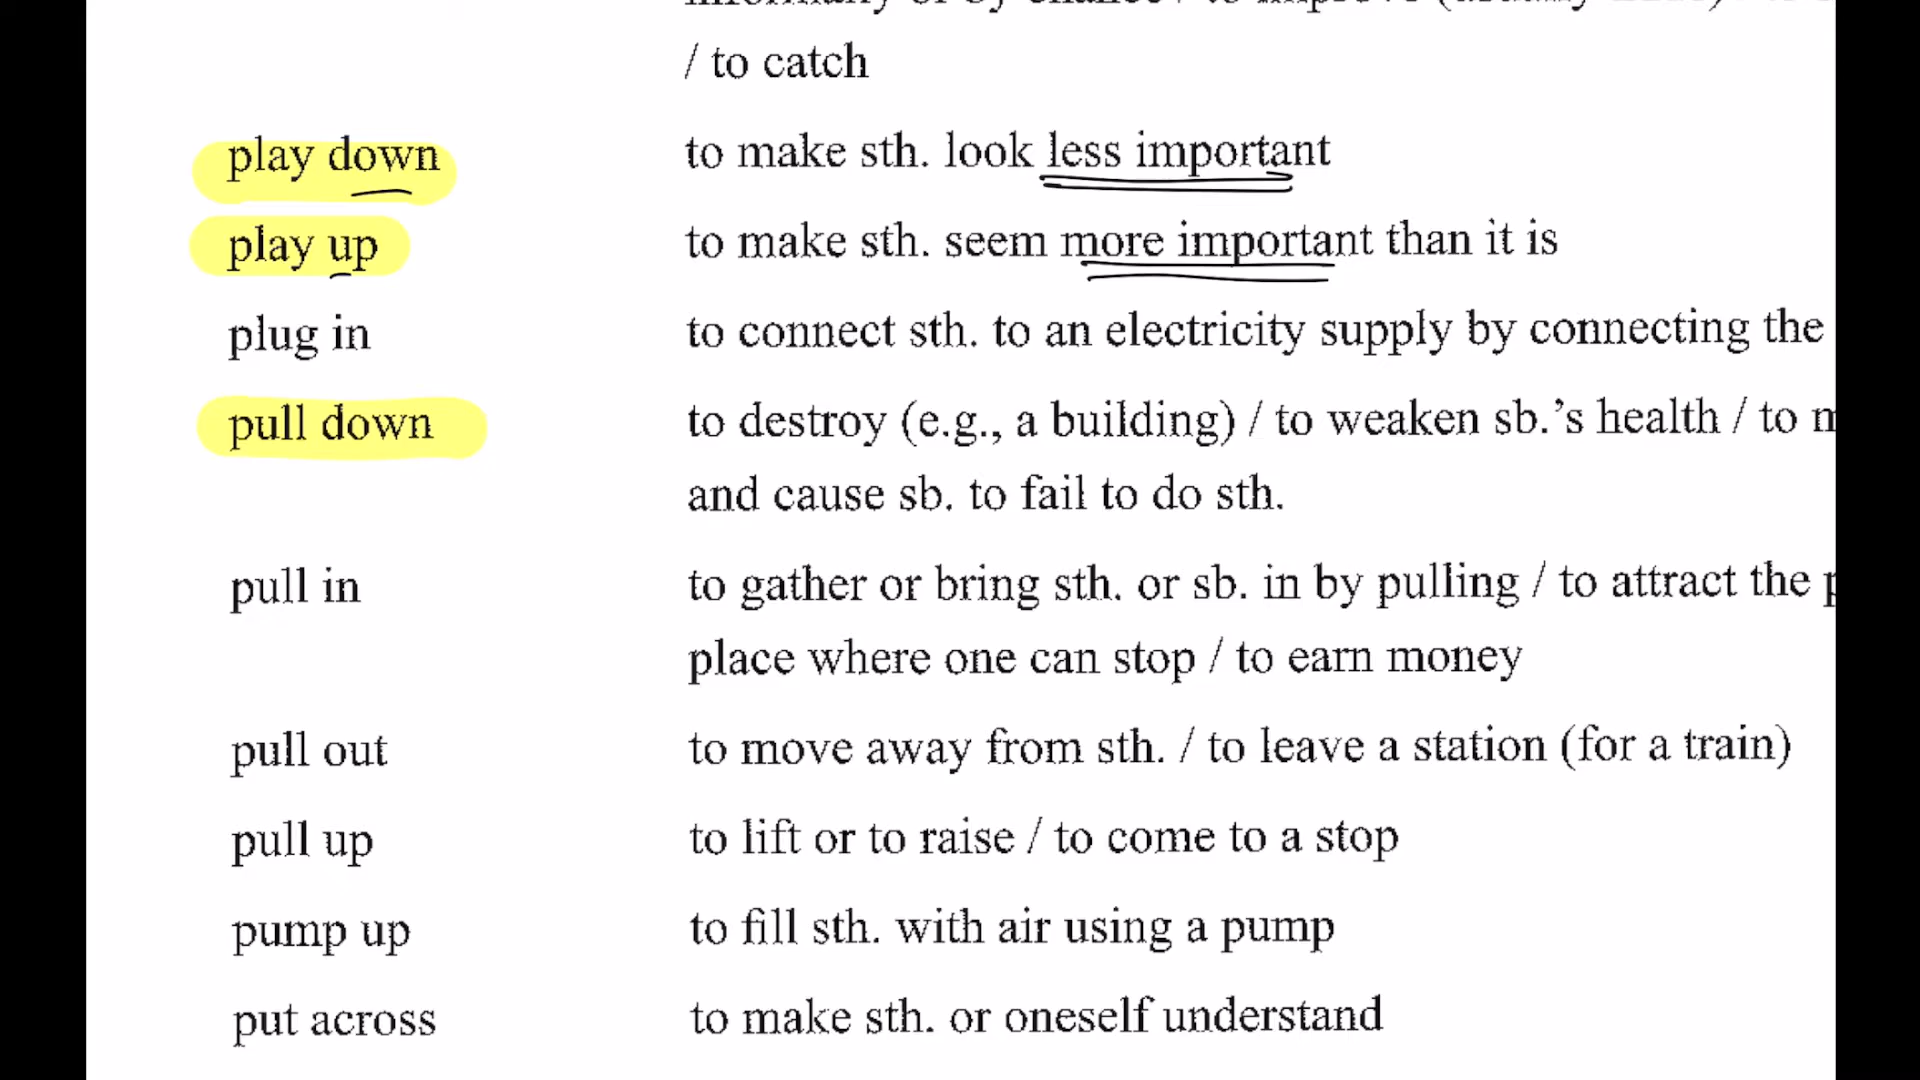 / to catch
play down to make sth. look less important
play up to make sth. seem more important than it is
plug in to connect sth. to an electricity supply by connecting the
pull down to destroy (e.g., a building) / to weaken sb.'s health / to
and cause sb. to fail to do sth.
pull in to gather or bring sth. or sb. in by pulling / to attract the
place where one can stop / to earn money
pull out to move away from sth. / to leave a station (for a train)
pull up to lift or to raise / to come to a stop
pump up to fill sth. with air using a pump
put across to make sth. or oneself understand